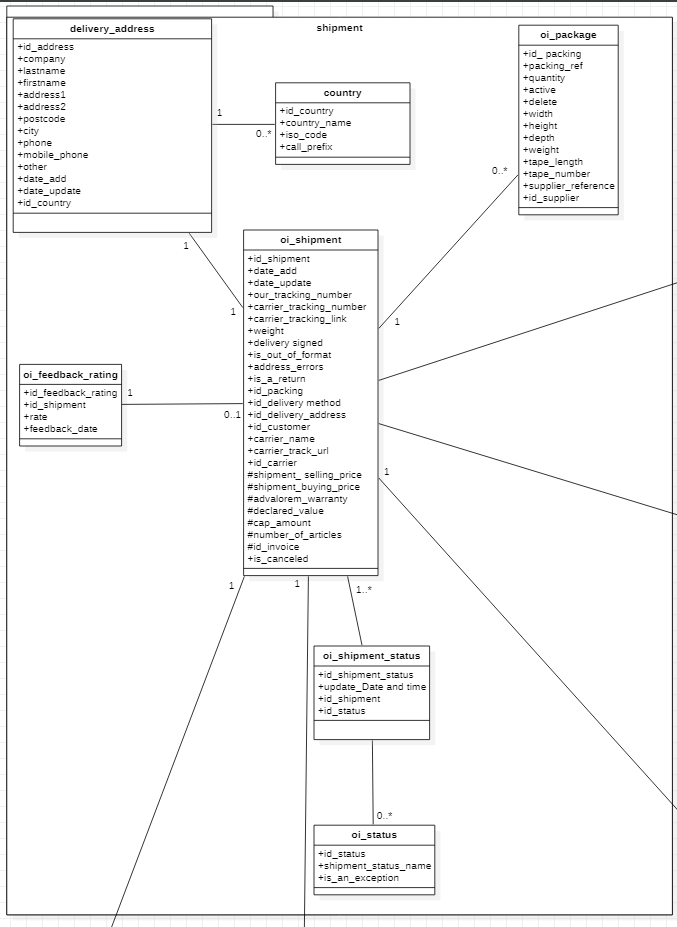 shipment
delivery_address
+id_address
+company
+lastname
+firstname
+address1
+address2
+postcode
+city
+phone
+mobile_phone
+other
+date_add
+date_update
+id_country
1
0..*
country
+id_country
+country_name
+iso_code
+call_prefix
oi_package
+id_ packing
+packing_ref
+quantity
+active
+delete
+width
+height
+depth
+weight
+tape_length
+tape_number
+supplier_reference
+id_supplier
0..*
1
1
1
oi_shipment
+id_shipment
+date_add
+date_update
+our_tracking_number
+carrier_tracking_number
+carrier_tracking_link
+weight
+delivery signed
+is_out_of_format
+address_errors
+is_a_return
+id_packing
+id_delivery method
+id_delivery_address
+id_customer
+carrier_name
+carrier_track_url
+id_carrier
#shipment_ selling_price
#shipment_buying_price
#advalorem_warranty
#declared_value
#cap_amount
#number_of_articles
#id_invoice
+is_canceled
oi_feedback_rating
+id_feedback_rating
+id_shipment
+rate
+feedback_date
1
0..1
1
1
1
1..*
oi_shipment_status
+id_shipment_status
+update_Date and time
+id_shipment
+id_status
0..*
oi_status
+id_status
+shipment_status_name
+is_an_exception